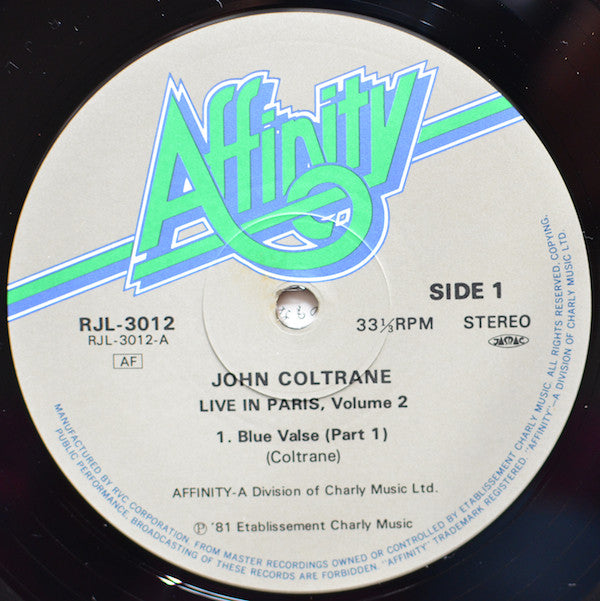 Affinity
SIDE 1
RJL-3012
RJL-3012-A
AF
33⅓RPM STEREO
JASRAC
JOHN COLTRANE
LIVE IN PARIS, Volume 2
1. Blue Valse (Part 1)
(Coltrane)
AFFINITY-A Division of Charly Music Ltd.
Ⓟ '81 Etablissement Charly Music
MANUFACTURED BY RVC CORPORATION. FROM MASTER RECORDINGS OWNED OR CONTROLLED BY ETABLISSEMENT CHARLY MUSIC. ALL RIGHTS RESERVED. COPYING,
PUBLIC PERFORMANCE, BROADCASTING OF THESE RECORDS ARE FORBIDDEN. "AFFINITY" TRADEMARK REGISTERED. "AFFINITY"-A DIVISION OF CHARLY MUSIC LTD.